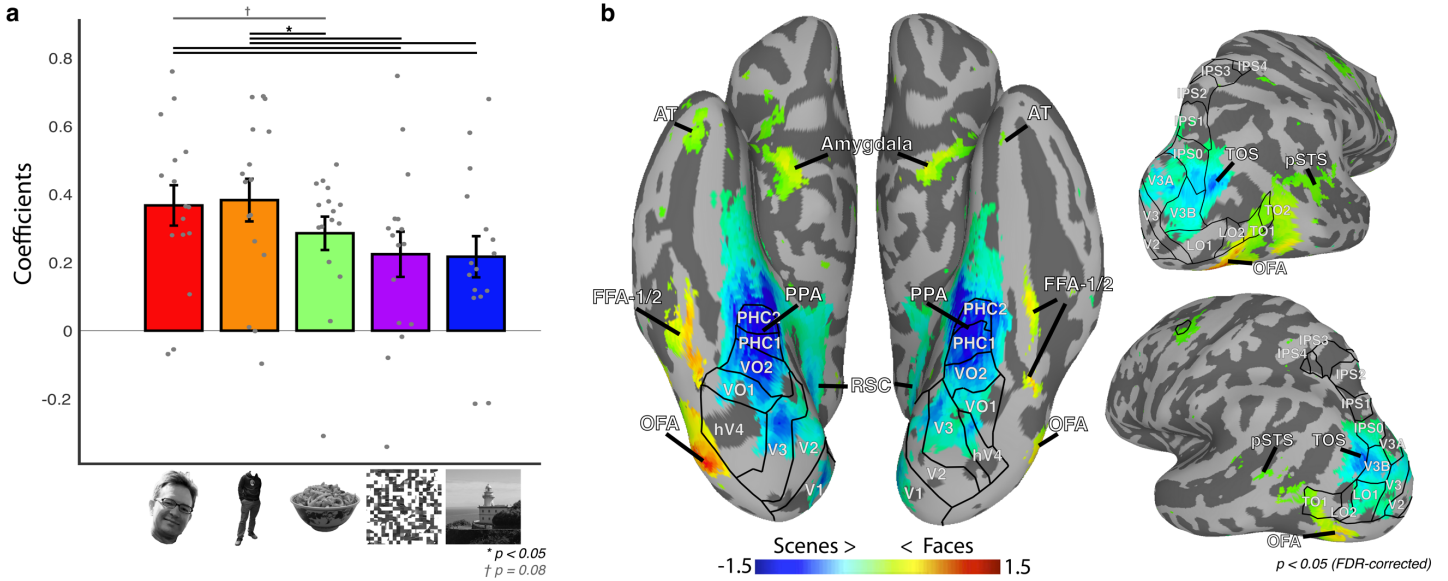 a
†
*
0.8
0.6
0.4
0.2
0
-0.2
Coefficients
* p < 0.05
† p = 0.08
b
AT
Amygdala
AT
FFA-1/2
PPA
PHC2
PHC1
VO2
VO1
hV4
OFA
V3
V2
V1
RSC
PPA
PHC2
PHC1
VO2
VO1
V3
hV4
V2
V1
FFA-1/2
OFA
Scenes >
< Faces
-1.5
1.5
IPS4
IPS3
IPS2
IPS1
IPS0
TOS
pSTS
V3A
V3B
V3
V2
LO1
LO2
TO1
TO2
OFA
IPS3
IPS4
IPS2
IPS1
IPS0
pSTS
TOS
V3A
V3B
V3
V2
LO1
LO2
TO1
OFA
p < 0.05 (FDR-corrected)